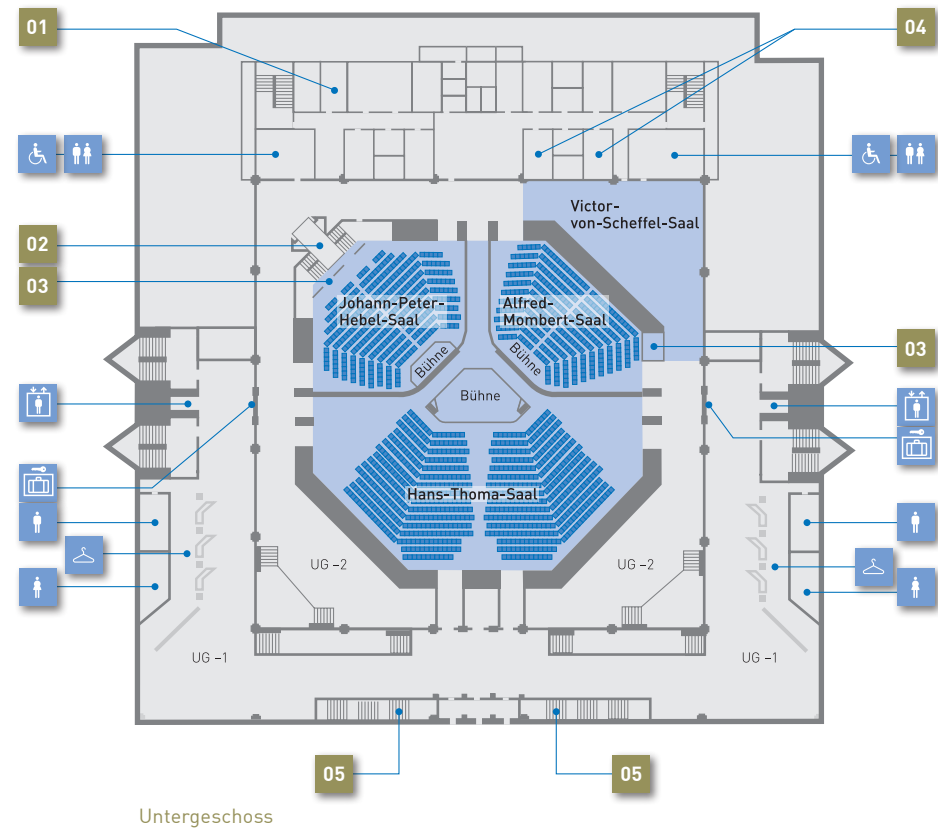 01
04
Victor-
von-Scheffel-Saal
02
03
Johann-Peter-
Hebel-Saal
Alfred-
Mombert-Saal
03
Bühne
Bühne
Bühne
Hans-Thoma-Saal
UG -2
UG -2
UG -1
UG -1
05
05
Untergeschoss